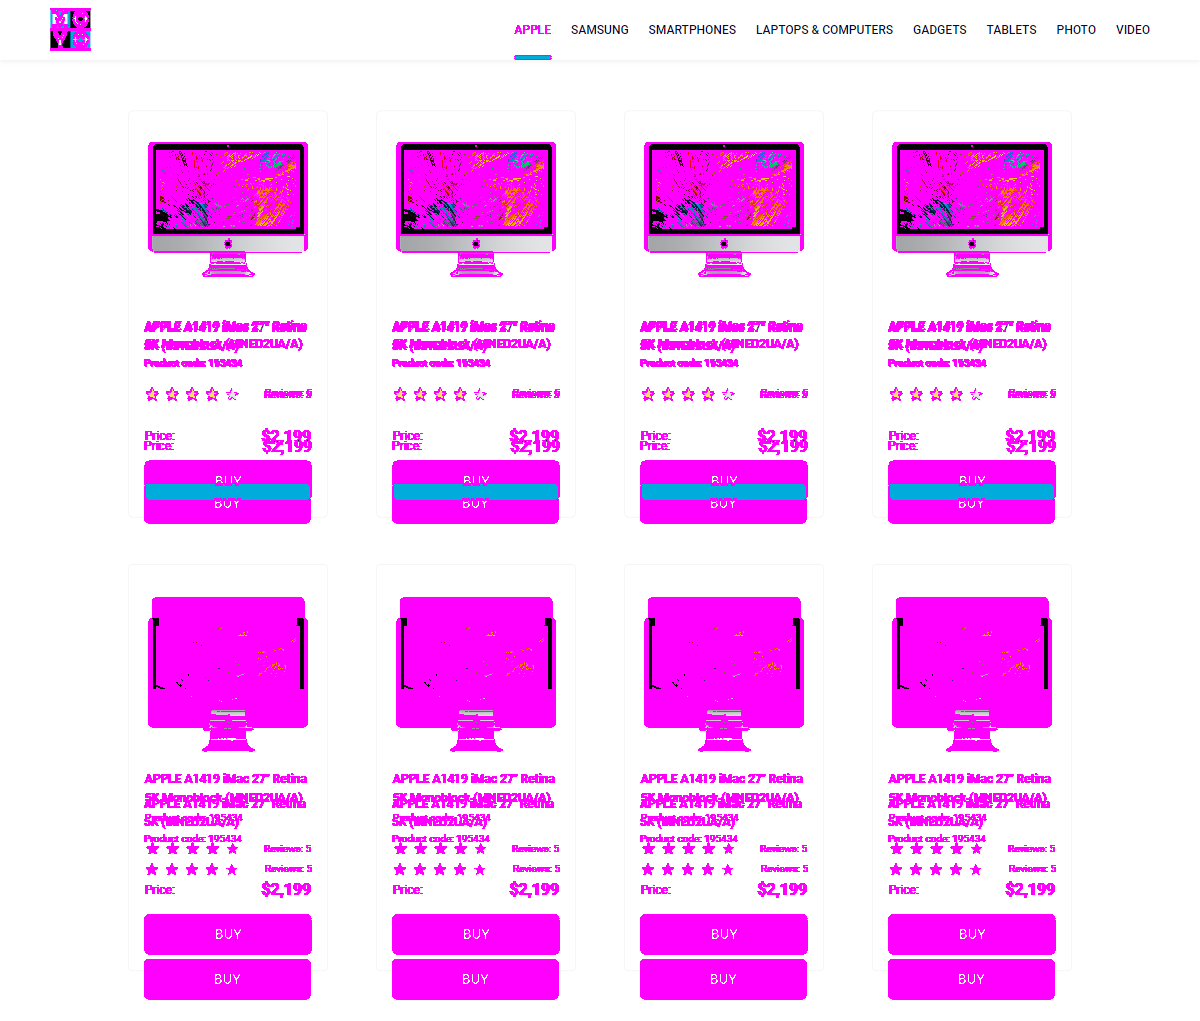 MOYO
APPLE SAMSUNG SMARTPHONES LAPTOPS & COMPUTERS GADGETS TABLETS PHOTO VIDEO
APPLE A1419 iMac 27" Retina APPLE A1419 iMac 27" Retina APPLE A1419 iMac 27" Retina APPLE A1419 iMac 27" Retina
5K (MNED2UA/A) 5K (MNED2UA/A) 5K (MNED2UA/A) 5K (MNED2UA/A)
Product code: 195434 Product code: 195434 Product code: 195434 Product code: 195434
Reviews: 5 Reviews: 5 Reviews: 5 Reviews: 5
Price: $2,199 Price: $2,199 Price: $2,199 Price: $2,199
Price: $2,199 Price: $2,199 Price: $2,199 Price: $2,199
BUY BUY BUY BUY
BUY BUY BUY BUY
APPLE A1419 iMac 27" Retina APPLE A1419 iMac 27" Retina APPLE A1419 iMac 27" Retina APPLE A1419 iMac 27" Retina
5K Monoblock (MNED2UA/A) 5K Monoblock (MNED2UA/A) 5K Monoblock (MNED2UA/A) 5K Monoblock (MNED2UA/A)
APPLE A1419 iMac 27" Retina APPLE A1419 iMac 27" Retina APPLE A1419 iMac 27" Retina APPLE A1419 iMac 27" Retina
Product code: 195434 Product code: 195434 Product code: 195434 Product code: 195434
5K (MNED2UA/A) 5K (MNED2UA/A) 5K (MNED2UA/A) 5K (MNED2UA/A)
Product code: 195434 Product code: 195434 Product code: 195434 Product code: 195434
Reviews: 5 Reviews: 5 Reviews: 5 Reviews: 5
Reviews: 5 Reviews: 5 Reviews: 5 Reviews: 5
Price: $2,199 Price: $2,199 Price: $2,199 Price: $2,199
BUY BUY BUY BUY
BUY BUY BUY BUY